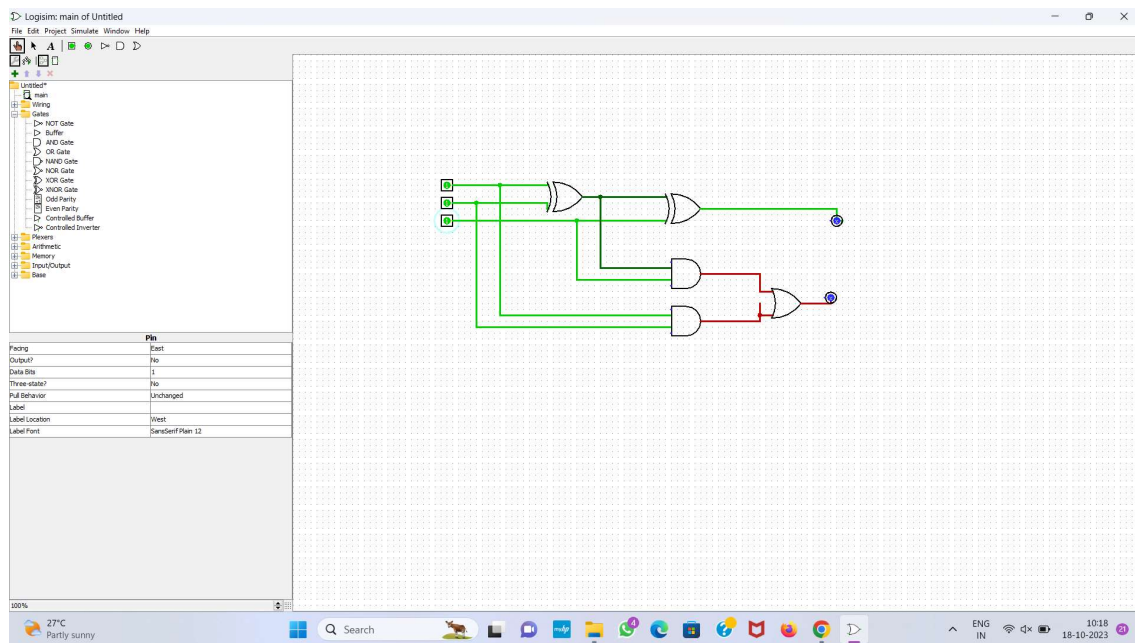 Logisim: main of Untitled
File Edit Project Simulate Window Help
A
Untitled*
main
Wiring
Gates
NOT Gate
Buffer
AND Gate
OR Gate
NAND Gate
NOR Gate
XOR Gate
XNOR Gate
Odd Parity
Even Parity
Controlled Buffer
Controlled Inverter
Plexers
Arithmetic
Memory
Input/Output
Base
Pin
Facing East
Output? No
Data Bits 1
Three-state? No
Pull Behavior Unchanged
Label
Label Location West
Label Font SansSerif Plain 12
100%
27°C
Partly sunny
Search
myhp
4
ENG
IN
10:18
18-10-2023
21